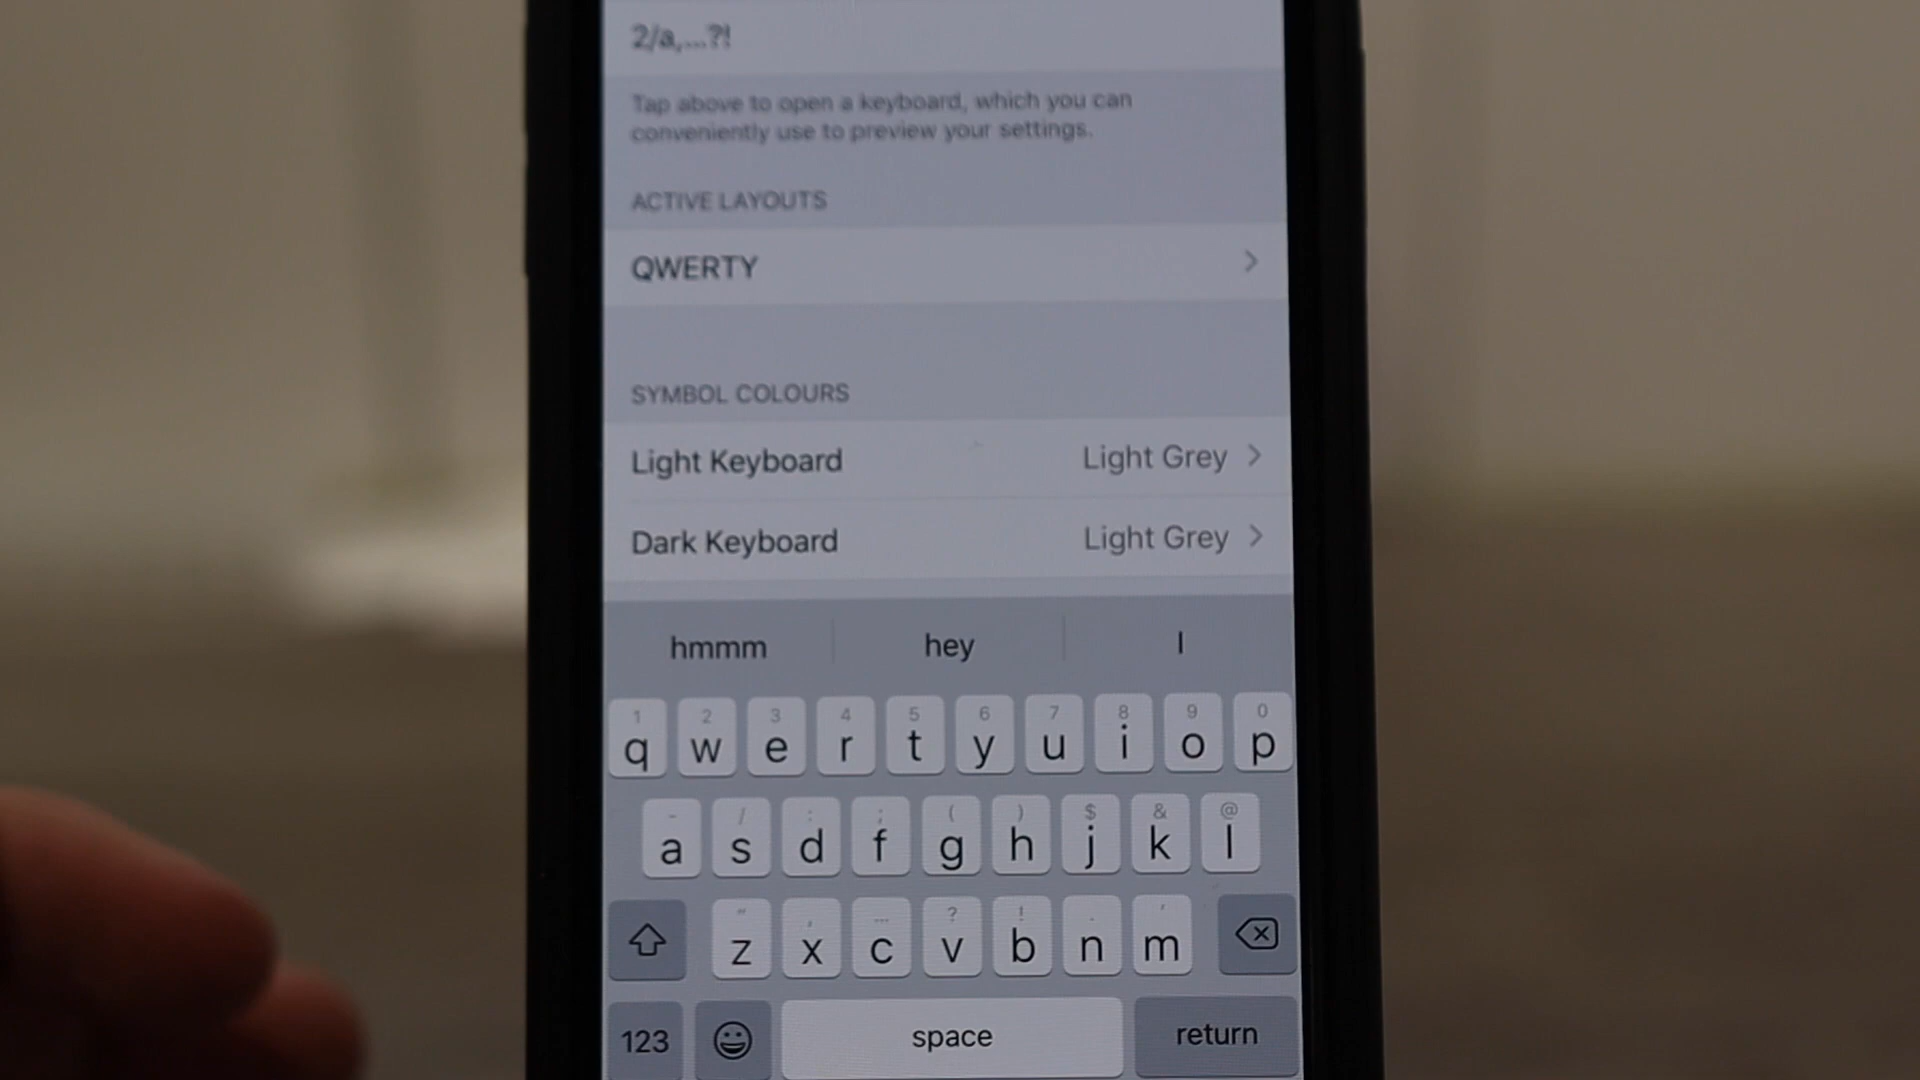 2/a,...?!
Tap above to open a keyboard, which you can
conveniently use to preview your settings.
ACTIVE LAYOUTS
QWERTY
SYMBOL COLOURS
Light Keyboard Light Grey
Dark Keyboard Light Grey
hmmm hey I
1 2 3 4 5 6 7 8 9 0
q w e r t y u i o p
- / : ; ( ) $ & @
a s d f g h j k l
... ? ! . '
z x c v b n m
123 space return